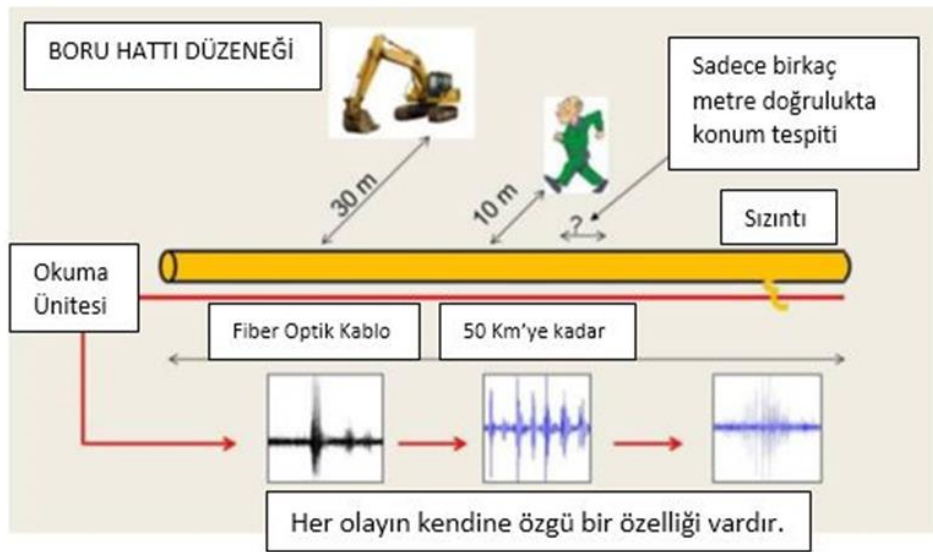 BORU HATTI DÜZENEĞİ
Sadece birkaç
metre doğrulukta
konum tespiti
30 m
10 m
?
Sızıntı
Okuma
Ünitesi
Fiber Optik Kablo
50 Km'ye kadar
Her olayın kendine özgü bir özelliği vardır.